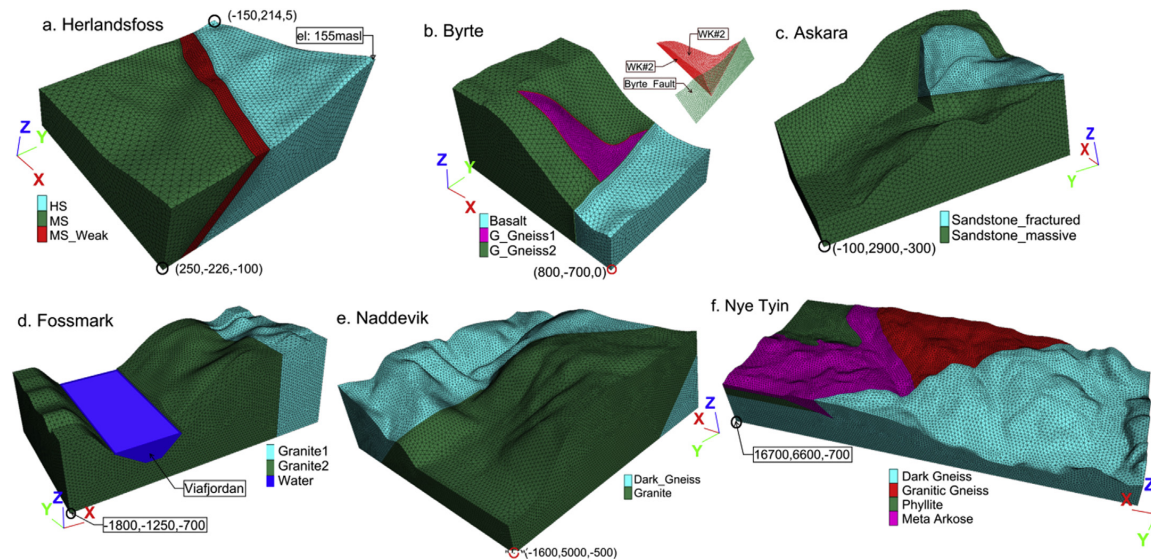 a. Herlandsfoss
(-150,214,5)
el: 155masl
Z
Y
X
HS
MS
MS_Weak
(250,-226,-100)
b. Byrte
WK#2
WK#2
Byrte Fault
Z
Y
X
Basalt
G_Gneiss1
G_Gneiss2
(800,-700,0)
c. Askara
Z
X
Y
Sandstone_fractured
Sandstone_massive
(-100,2900,-300)
d. Fossmark
Granite1
Granite2
Water
Viafjordan
Z
Y
X
-1800,-1250,-700
e. Naddevik
Z
X
Y
Dark_Gneiss
Granite
(-1600,5000,-500)
f. Nye Tyin
16700,6600,-700
Dark Gneiss
Granitic Gneiss
Phyllite
Meta Arkose
Z
X
Y